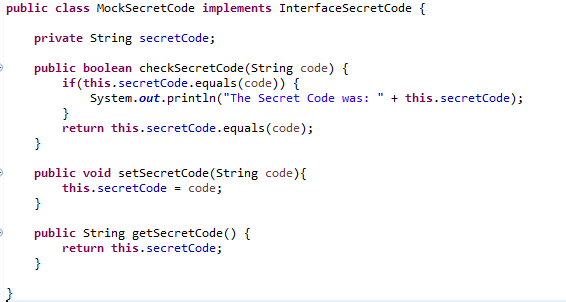 public class MockSecretCode implements InterfaceSecretCode {
private String secretCode;
public boolean checkSecretCode(String code) {
if(this.secretCode.equals(code)) {
System.out.println("The Secret Code was: " + this.secretCode);
}
return this.secretCode.equals(code);
}
public void setSecretCode(String code){
this.secretCode = code;
}
public String getSecretCode() {
return this.secretCode;
}
}